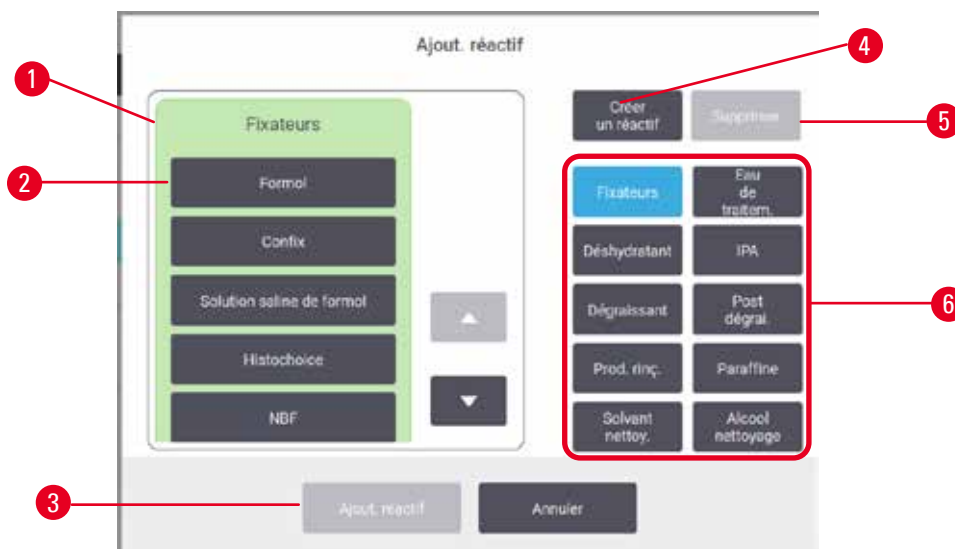 Ajout. réactif
4
1
Créer
un réactif
Supprimer
5
Fixateurs
2
Formol
Confix
Solution saline de formol
Histochoice
NBF
Fixateurs
Eau
de
traitem.
Déshydratant
IPA
Dégraissant
Post
dégrai.
6
Prod. rinç.
Paraffine
Solvant
nettoy.
Alcool
nettoyage
3
Ajout. réactif
Annuler